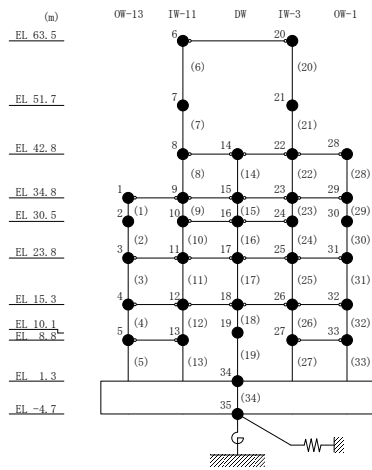 (m) OW-13 IW-11 DW IW-3 OW-1
EL 63.5 6 20
(6) (20)
EL 51.7 7 21
(7) (21)
EL 42.8 8 14 22 28
(8) (14) (22) (28)
EL 34.8 1 9 15 23 29
(1) (9) (15) (23) (29)
EL 30.5 2 10 16 24 30
(2) (10) (16) (24) (30)
EL 23.8 3 11 17 25 31
(3) (11) (17) (25) (31)
EL 15.3 4 12 18 26 32
(4) (12) (18) (26) (32)
EL 10.1 19
EL 8.8 5 13 27 33
(5) (13) (19) (27) (33)
EL 1.3 34
(34)
EL -4.7 35